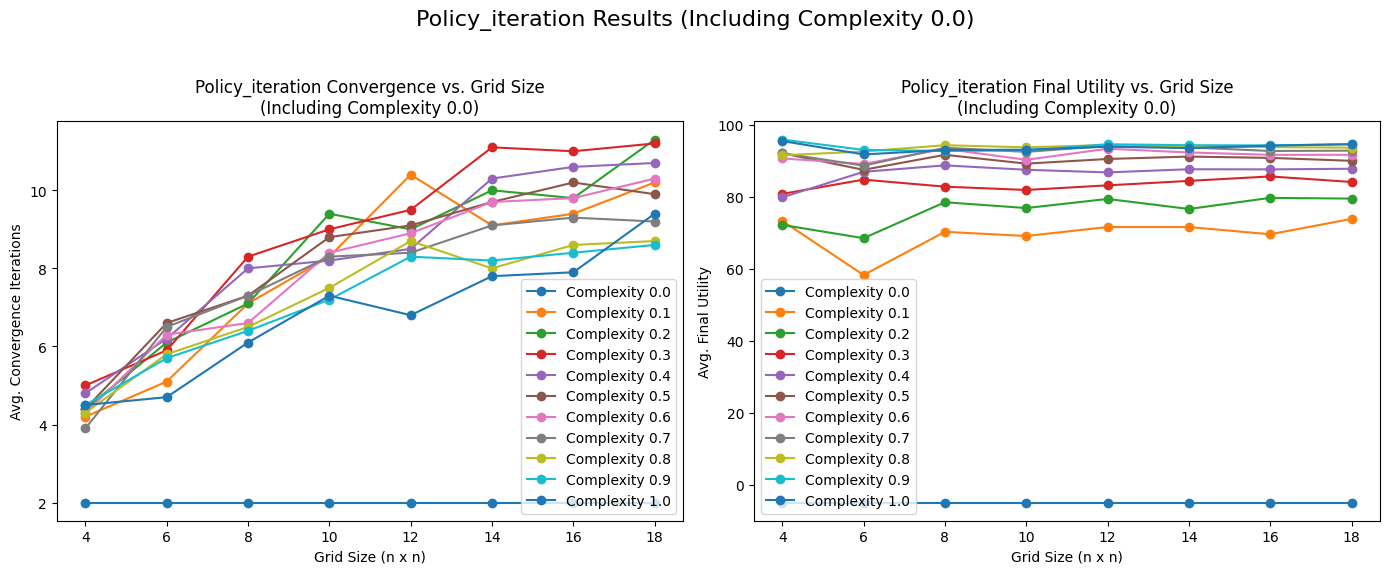 Policy_iteration Results (Including Complexity 0.0)
Policy_iteration Convergence vs. Grid Size
(Including Complexity 0.0)
Avg. Convergence Iterations
10
8
6
4
2
4
6
8
10
12
14
16
18
Grid Size (n x n)
Complexity 0.0
Complexity 0.1
Complexity 0.2
Complexity 0.3
Complexity 0.4
Complexity 0.5
Complexity 0.6
Complexity 0.7
Complexity 0.8
Complexity 0.9
Complexity 1.0
Policy_iteration Final Utility vs. Grid Size
(Including Complexity 0.0)
Avg. Final Utility
100
80
60
40
20
0
4
6
8
10
12
14
16
18
Grid Size (n x n)
Complexity 0.0
Complexity 0.1
Complexity 0.2
Complexity 0.3
Complexity 0.4
Complexity 0.5
Complexity 0.6
Complexity 0.7
Complexity 0.8
Complexity 0.9
Complexity 1.0